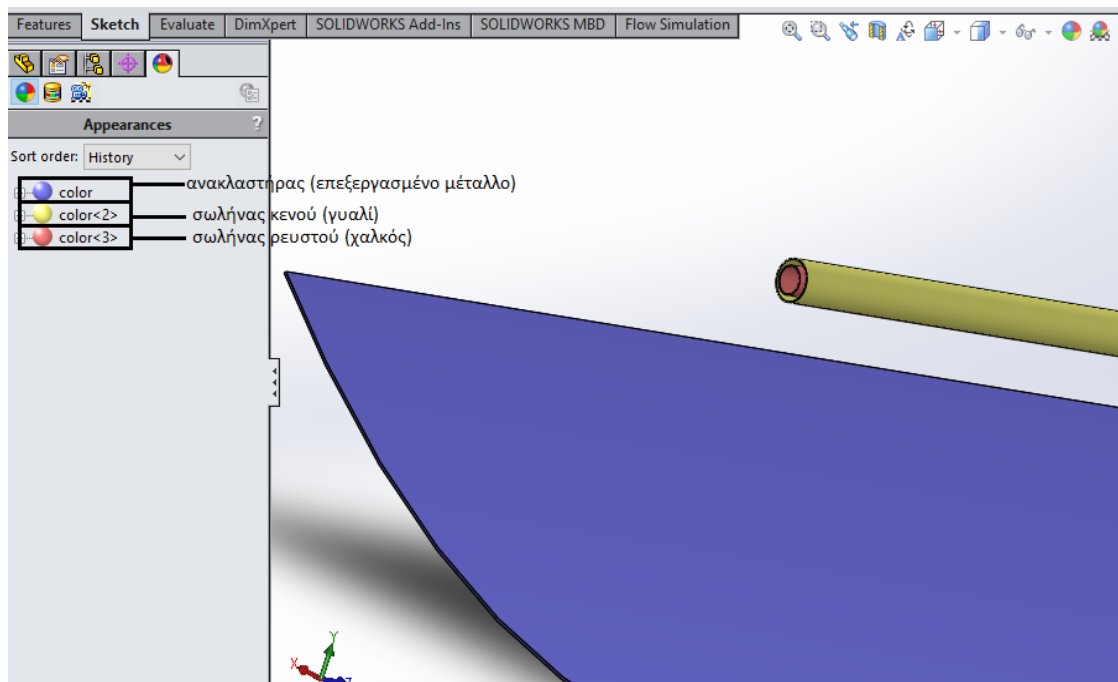 Features Sketch Evaluate DimXpert SOLIDWORKS Add-Ins SOLIDWORKS MBD Flow Simulation
Appearances ?
Sort order: History
color ανακλαστήρας (επεξεργασμένο μέταλλο)
color<2> σωλήνας κενού (γυαλί)
color<3> σωλήνας ρευστού (χαλκός)
Y
X
Z